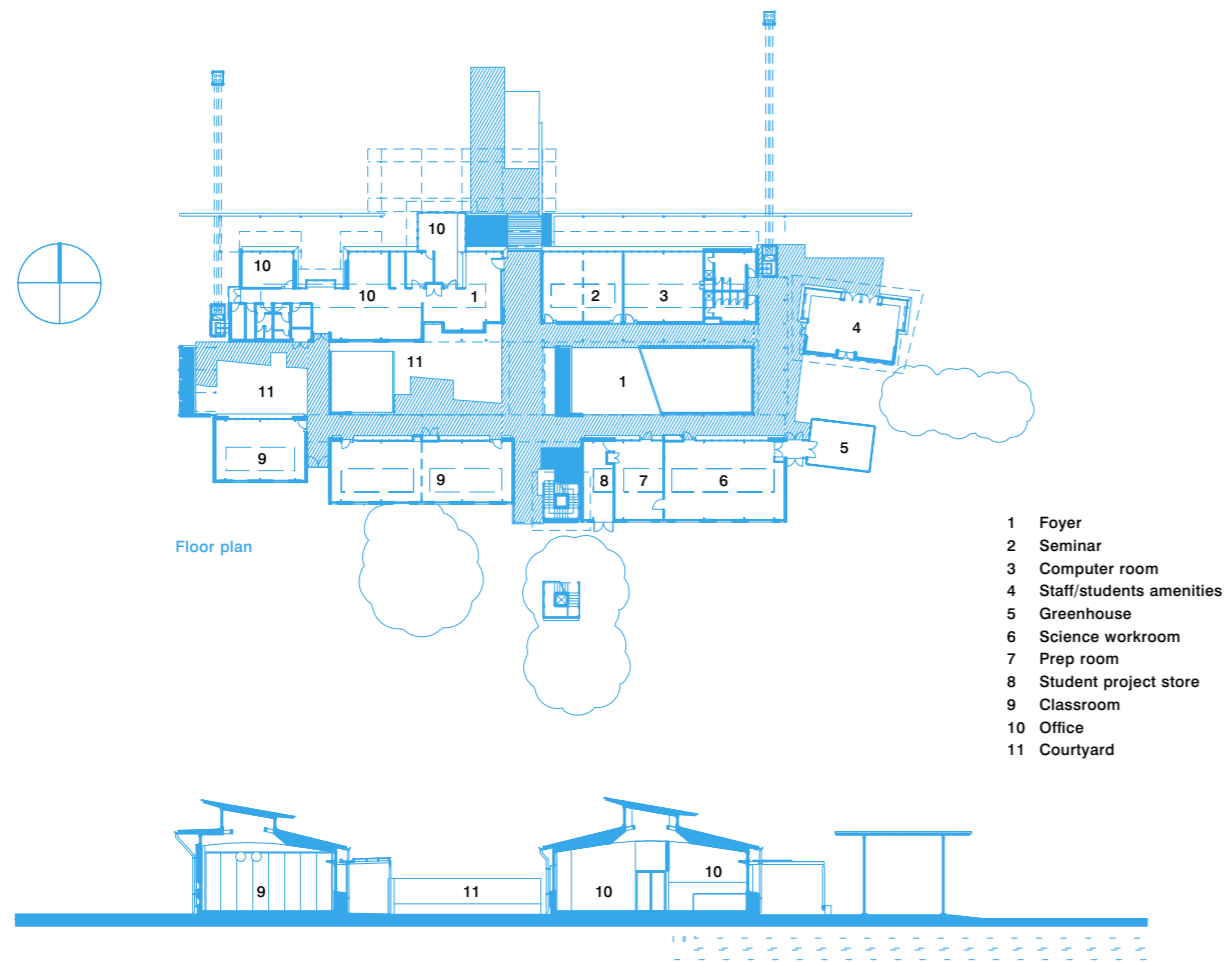 10
10
10
1
2
3
4
11
11
1
5
9
9
8
7
6
Floor plan
1 Foyer
2 Seminar
3 Computer room
4 Staff/students amenities
5 Greenhouse
6 Science workroom
7 Prep room
8 Student project store
9 Classroom
10 Office
11 Courtyard
9
11
10
10